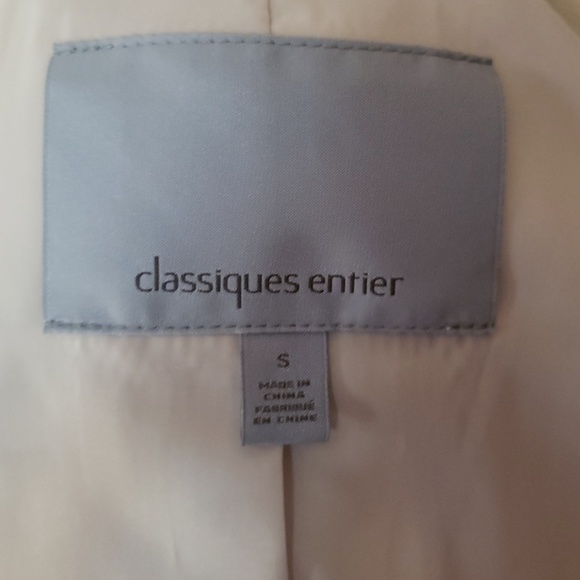 classiques entier
S
MADE IN
CHINA
FABRIQUÉ
EN CHINE